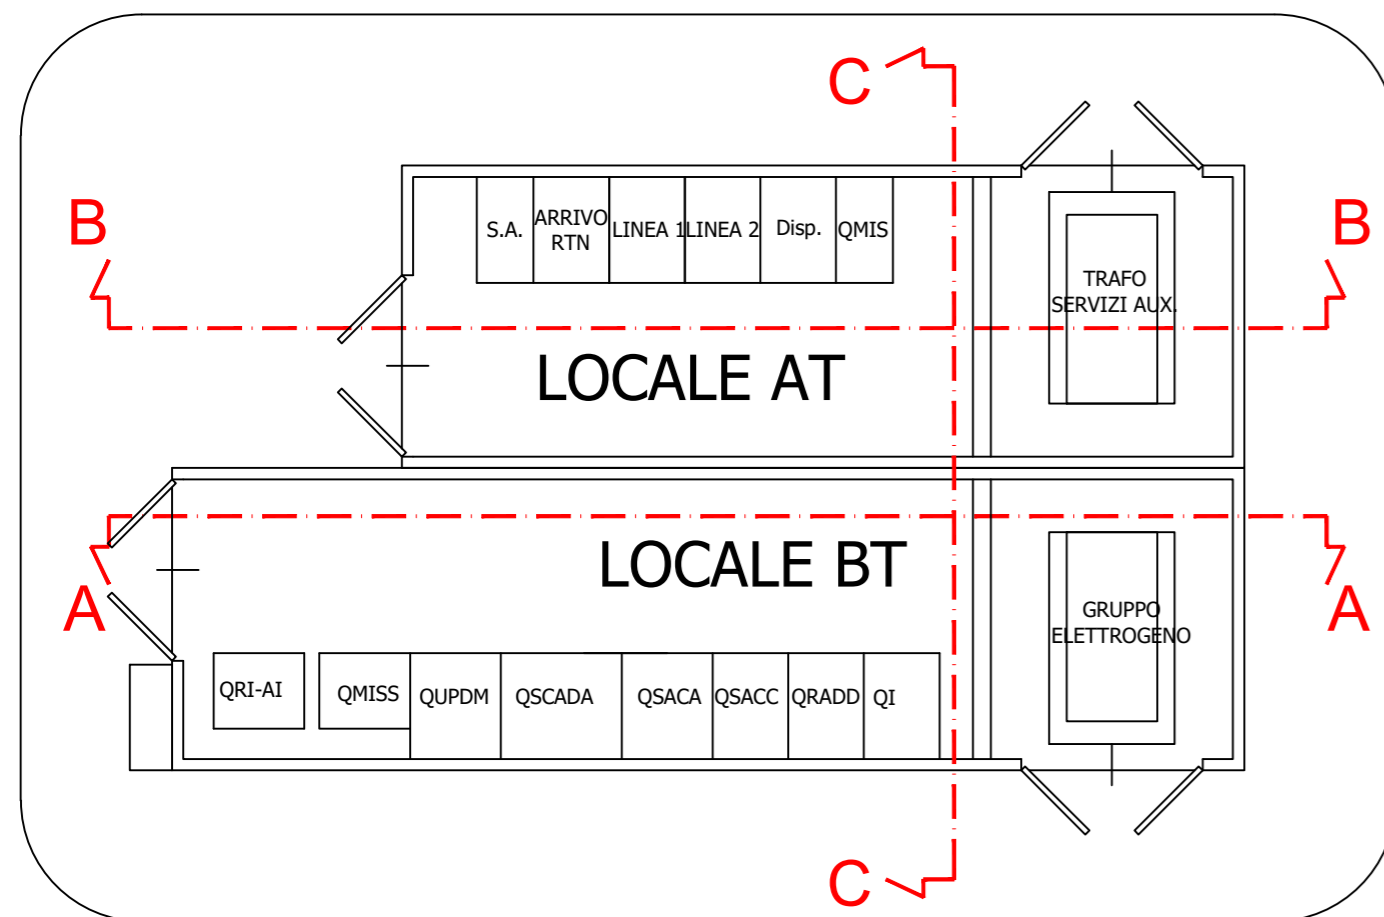 C
B
B
S.A.
ARRIVO
RTN
LINEA 1
LINEA 2
Disp.
QMIS
TRAFO
SERVIZI AUX.
LOCALE AT
LOCALE BT
A
A
GRUPPO
ELETTROGENO
QRI-AI
QMISS
QUPDM
QSCADA
QSACA
QSACC
QRADD
QI
C